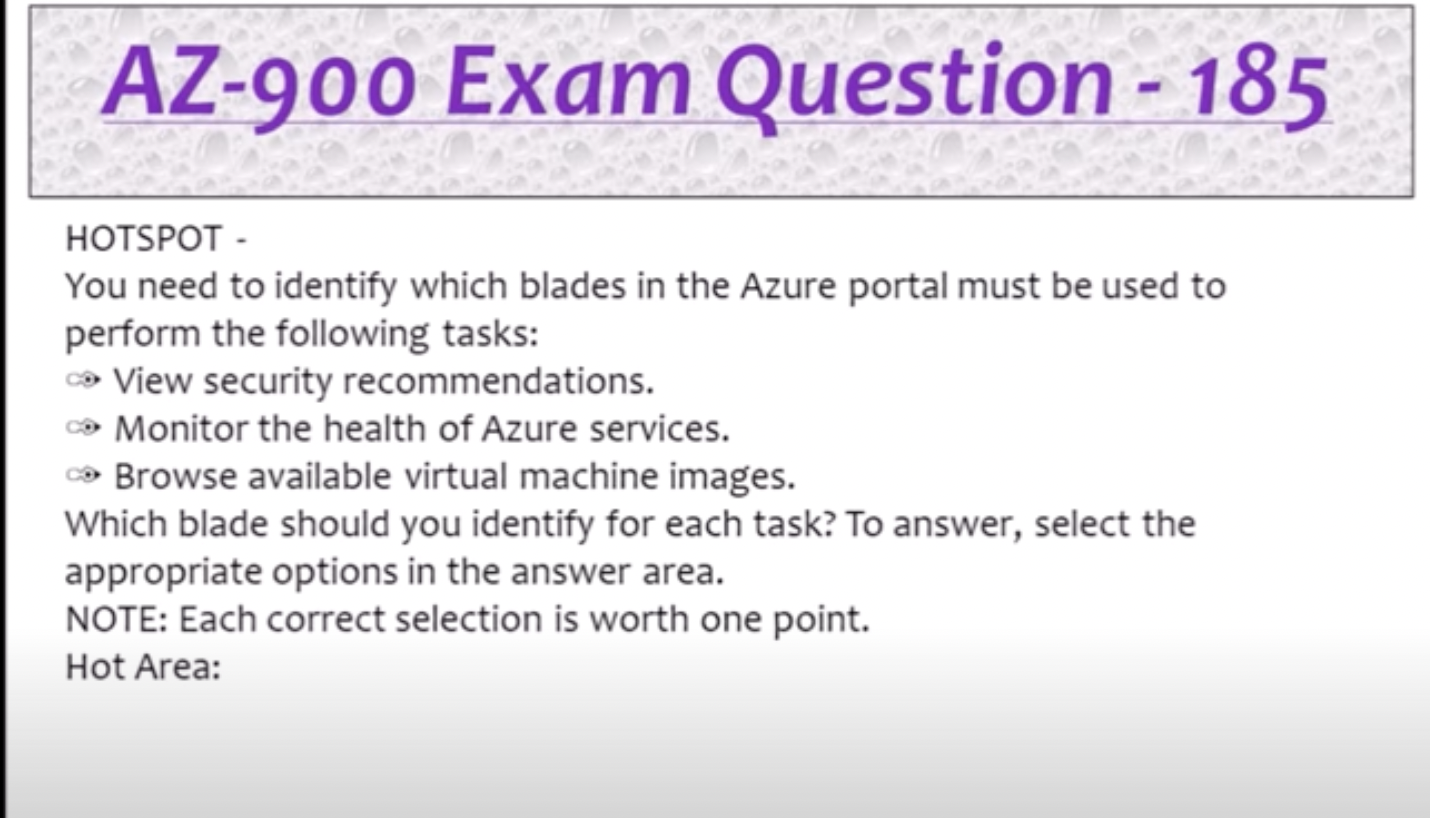 AZ-900 Exam Question - 185
HOTSPOT -
You need to identify which blades in the Azure portal must be used to
perform the following tasks:
View security recommendations.
Monitor the health of Azure services.
Browse available virtual machine images.
Which blade should you identify for each task? To answer, select the
appropriate options in the answer area.
NOTE: Each correct selection is worth one point.
Hot Area: